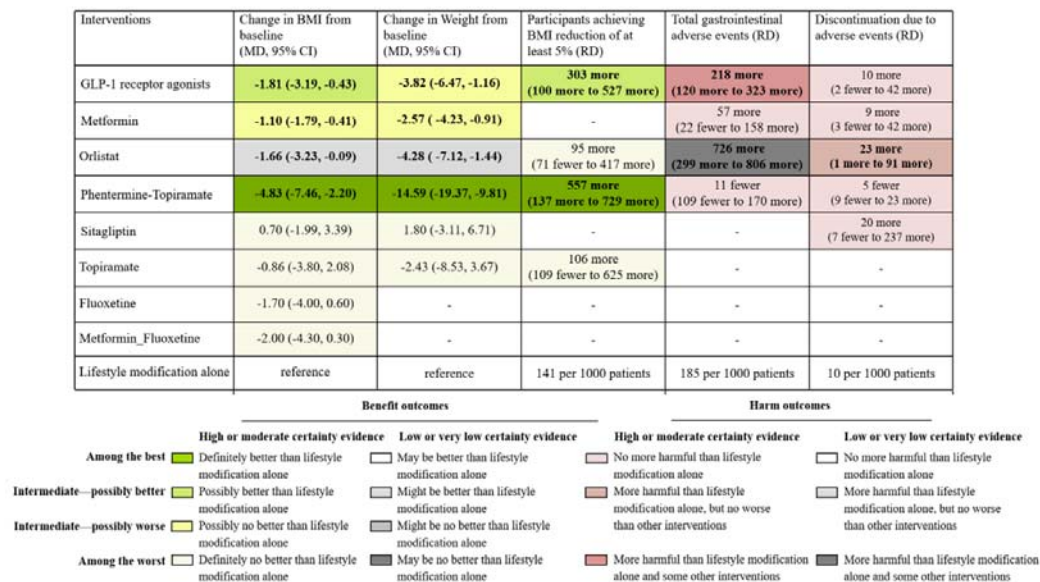 Interventions
Change in BMI from
baseline
(MD, 95% CI)
Change in Weight from
baseline
(MD, 95% CI)
Participants achieving
BMI reduction of at
least 5% (RD)
Total gastrointestinal
adverse events (RD)
Discontinuation due to
adverse events (RD)
GLP-1 receptor agonists
-1.81 (-3.19, -0.43)
-3.82 (-6.47, -1.16)
303 more
(100 more to 527 more)
218 more
(120 more to 323 more)
10 more
(2 fewer to 42 more)
Metformin
-1.10 (-1.79, -0.41)
-2.57 ( -4.23, -0.91)
-
57 more
(22 fewer to 158 more)
9 more
(3 fewer to 42 more)
Orlistat
-1.66 (-3.23, -0.09)
-4.28 ( -7.12, -1.44)
95 more
(71 fewer to 417 more)
726 more
(299 more to 806 more)
23 more
(1 more to 91 more)
Phentermine-Topiramate
-4.83 (-7.46, -2.20)
-14.59 (-19.37, -9.81)
557 more
(137 more to 729 more)
11 fewer
(109 fewer to 170 more)
5 fewer
(9 fewer to 23 more)
Sitagliptin
0.70 (-1.99, 3.39)
1.80 (-3.11, 6.71)
-
-
20 more
(7 fewer to 237 more)
Topiramate
-0.86 (-3.80, 2.08)
-2.43 (-8.53, 3.67)
106 more
(109 fewer to 625 more)
-
-
Fluoxetine
-1.70 (-4.00, 0.60)
-
-
-
-
Metformin_Fluoxetine
-2.00 (-4.30, 0.30)
-
-
-
-
Lifestyle modification alone
reference
reference
141 per 1000 patients
185 per 1000 patients
10 per 1000 patients
Benefit outcomes
Harm outcomes
High or moderate certainty evidence
Low or very low certainty evidence
High or moderate certainty evidence
Low or very low certainty evidence
Among the best
Definitely better than lifestyle
modification alone
May be better than lifestyle
modification alone
No more harmful than lifestyle
modification alone
No more harmful than lifestyle
modification alone
Intermediate—possibly better
Possibly better than lifestyle
modification alone
Might be better than lifestyle
modification alone
More harmful than lifestyle
modification alone, but no worse
than other interventions
More harmful than lifestyle
modification alone, but no worse
than other interventions
Intermediate—possibly worse
Possibly no better than lifestyle
modification alone
Might be no better than lifestyle
modification alone
Among the worst
Definitely no better than lifestyle
modification alone
May be no better than lifestyle
modification alone
More harmful than lifestyle modification
alone and some other interventions
More harmful than lifestyle modification
alone and some other interventions